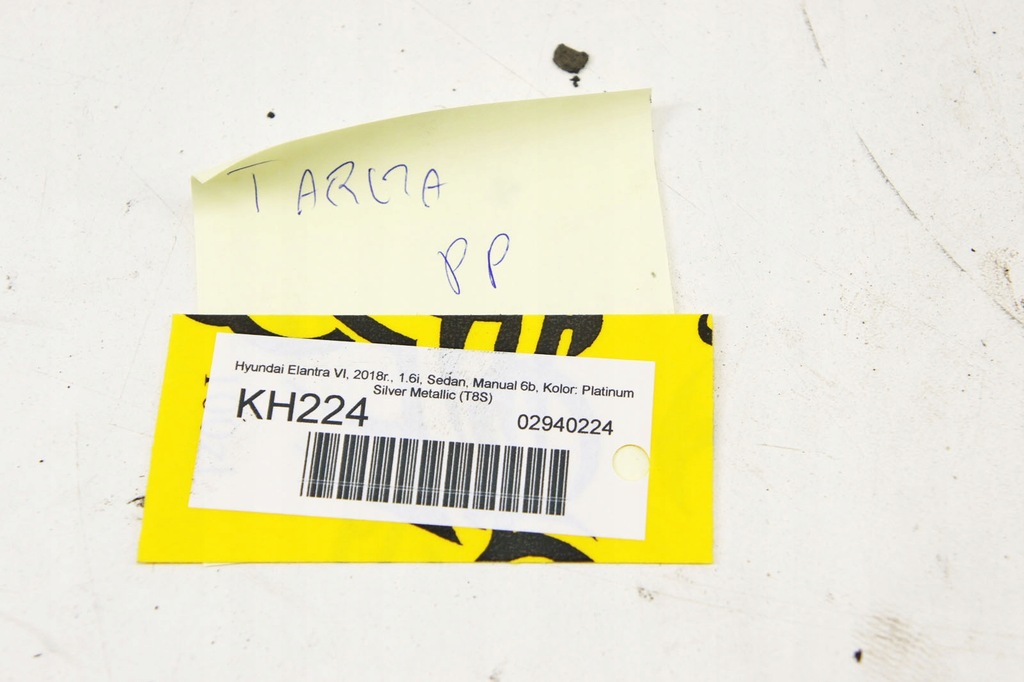 TARCZA
PP
Hyundai Elantra VI, 2018r., 1.6i, Sedan, Manual 6b, Kolor: Platinum
Silver Metallic (T8S)
KH224
02940224